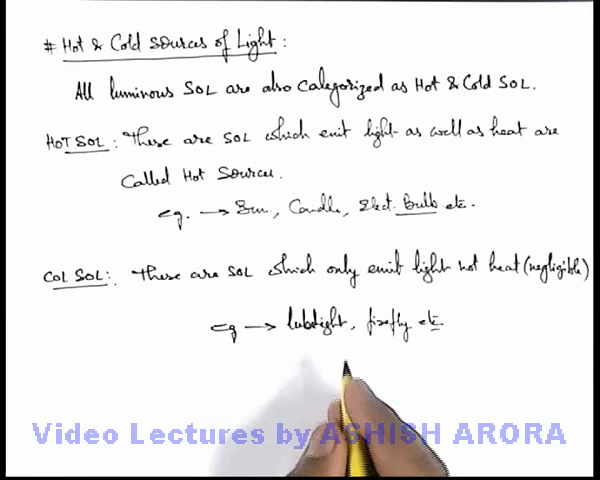 # Hot & Cold Sources of Light :
All luminous SOL are also categorized as Hot & Cold SOL.
HOT SOL : These are SOL which emit light as well as heat are
Called Hot Sources.
eg. → Sun, Candle, Elect. Bulb etc.
COL SOL : These are SOL which only emit light not heat (negligible)
eg → tubelight, firefly etc.
Video Lectures by ASHISH ARORA